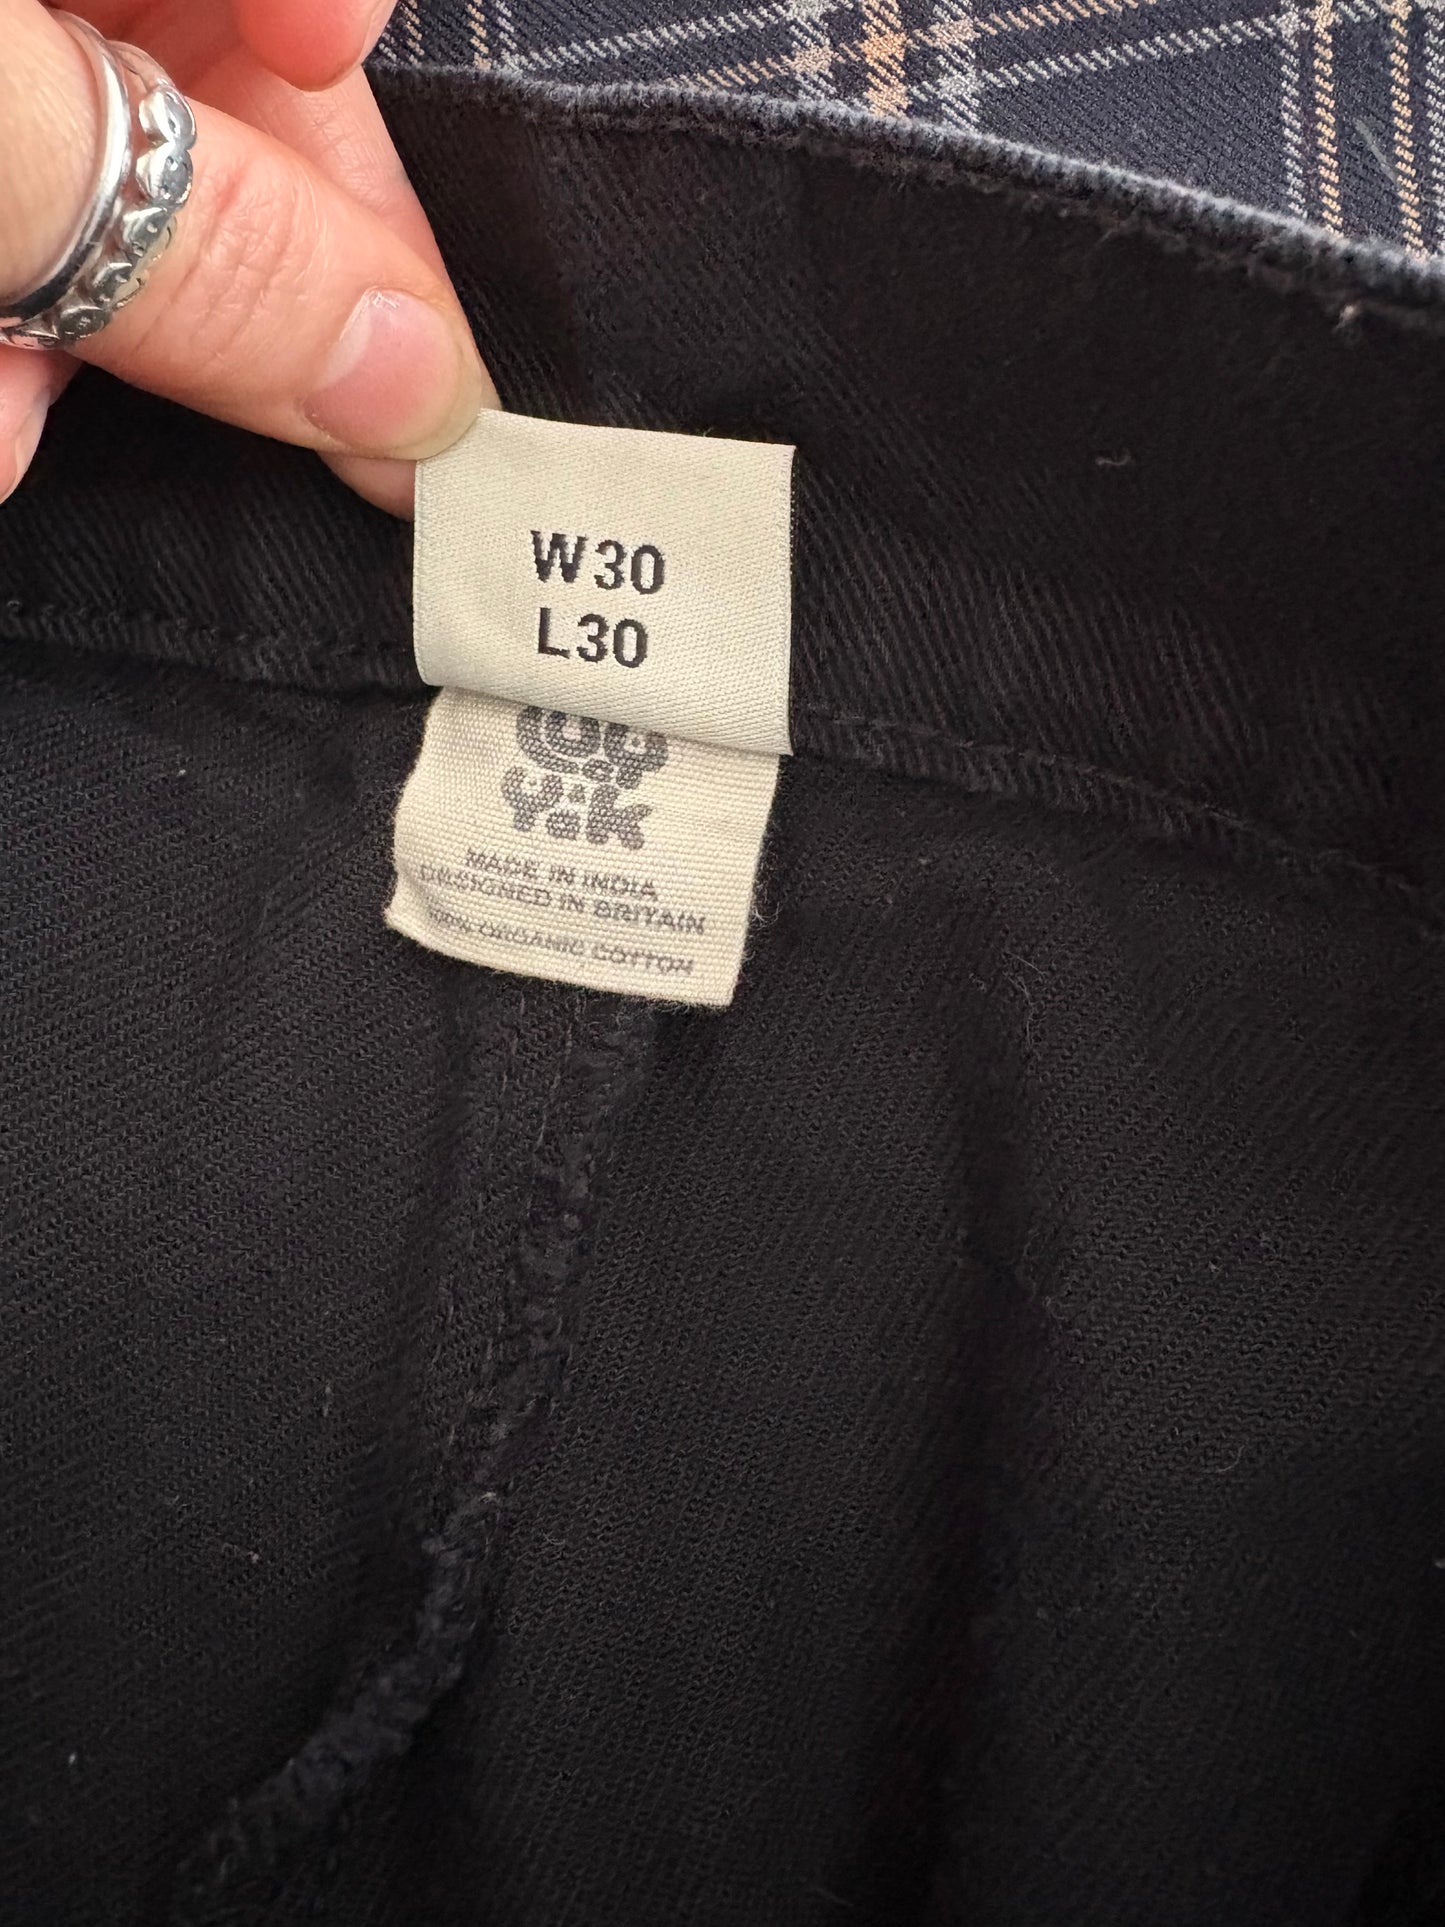 W30
L30
Yak
MADE IN INDIA
DESIGNED IN BRITAIN
100% ORGANIC COTTON